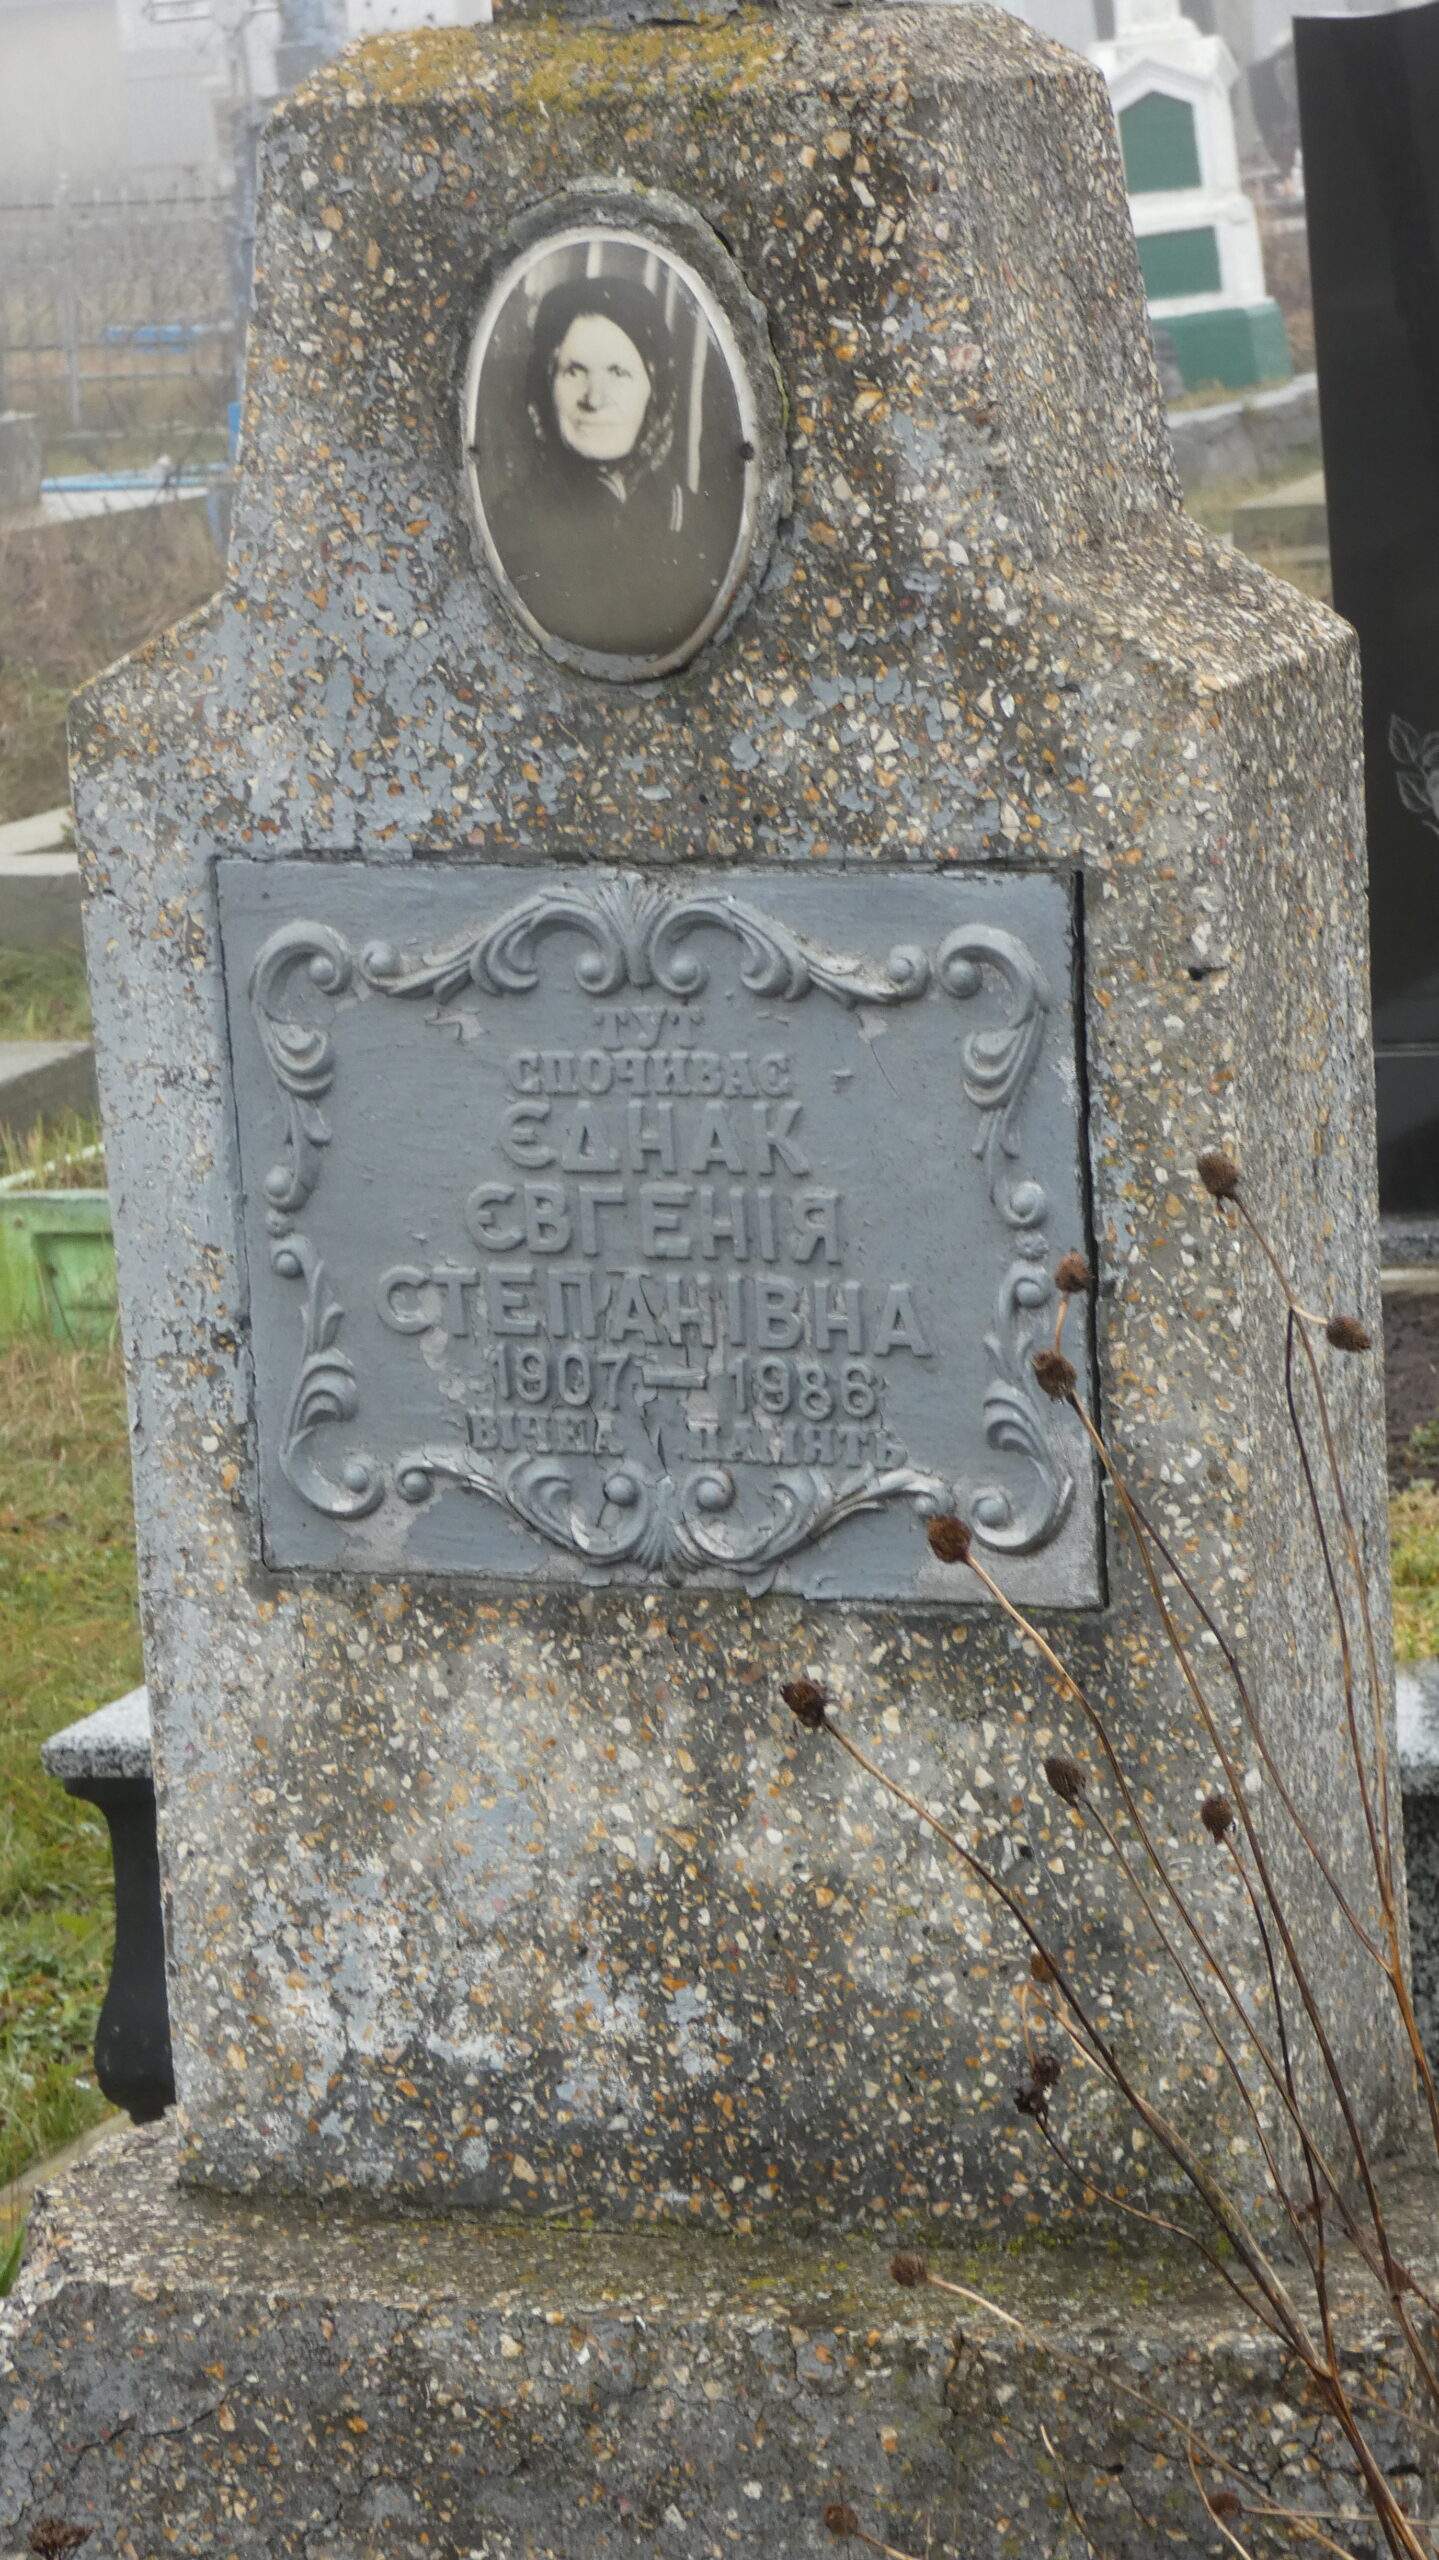 ТУТ
СПОЧИВАЄ
ЄДНАК
ЄВГЕНІЯ
СТЕПАНІВНА
1907 — 1986
ВІЧНА ПАМЯТЬ